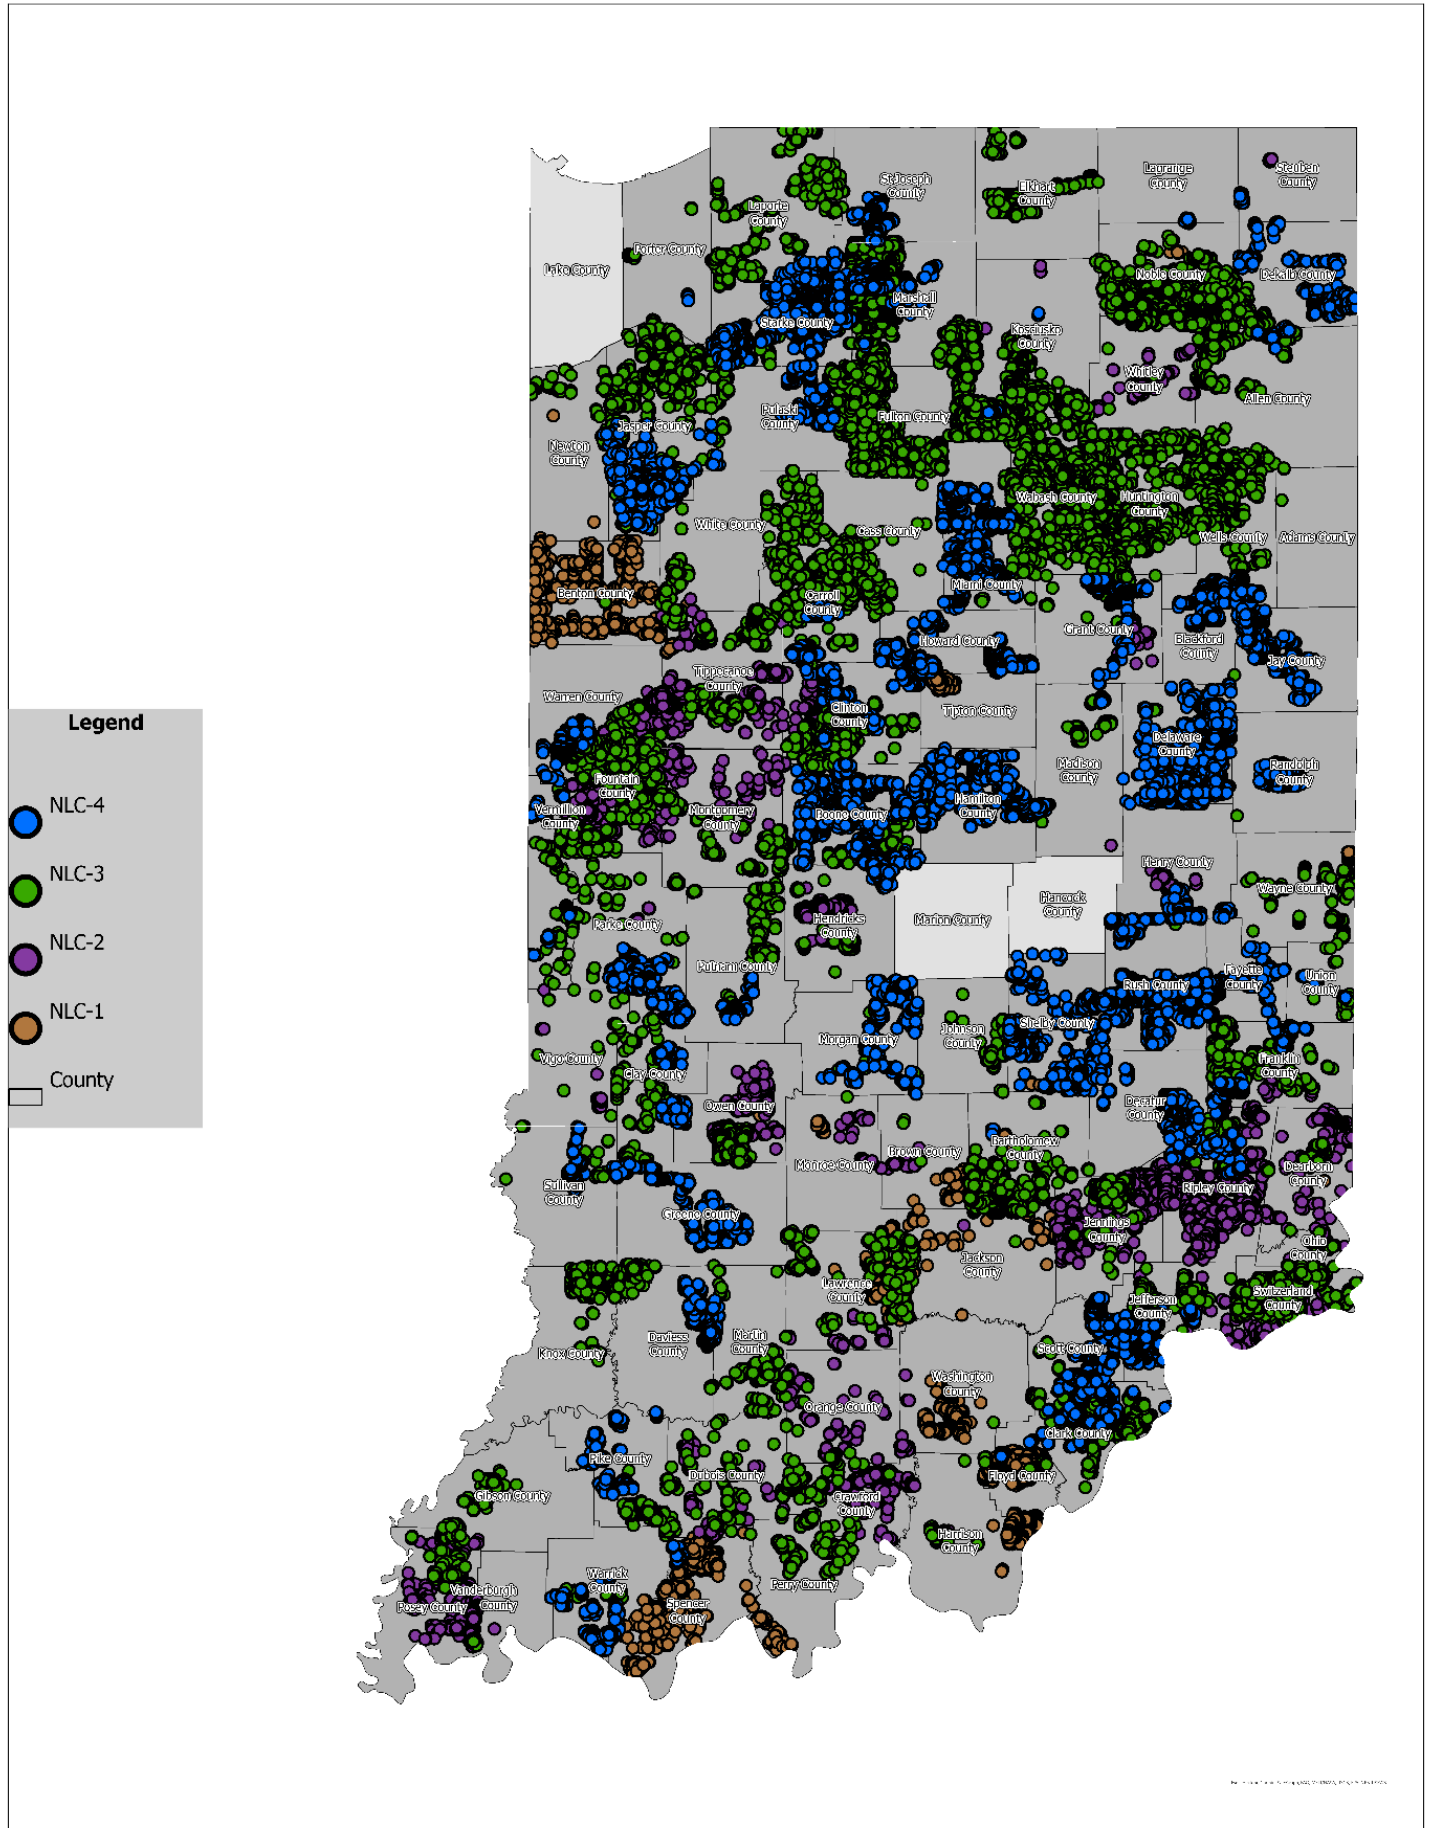 Lagrange
County
Steuben
County
St Joseph
County
Elkhart
County
Laporte
County
Porter County
Lake County
Noble County
Dekalb County
Marshall
County
Starke County
Kosciusko
County
Whitley
County
Allen County
Pulaski
County
Fulton County
Jasper County
Newton
County
Wabash County
Huntington
County
White County
Cass County
Wells County
Adams County
Miami County
Benton County
Carroll
County
Howard County
Grant County
Blackford
County
Jay County
Tippecanoe
County
Warren County
Clinton
County
Tipton County
Legend
Delaware
County
Madison
County
Randolph
County
Fountain
County
NLC-4
Vermillion
County
Montgomery
County
Boone County
Hamilton
County
NLC-3
Henry County
Wayne County
Hancock
County
Marion County
Hendricks
County
Parke County
NLC-2
Putnam County
Rush County
Fayette
County
Union
County
NLC-1
Shelby County
Johnson
County
Morgan County
Vigo County
Clay County
Franklin
County
County
Owen County
Decatur
County
Bartholomew
County
Brown County
Monroe County
Dearborn
County
Sullivan
County
Ripley County
Greene County
Jennings
County
Ohio
County
Jackson
County
Lawrence
County
Jefferson
County
Switzerland
County
Daviess
County
Martin
County
Knox County
Scott County
Washington
County
Orange County
Clark County
Pike County
Dubois County
Floyd County
Gibson County
Crawford
County
Harrison
County
Perry County
Warrick
County
Vanderburgh
County
Posey County
Spencer
County